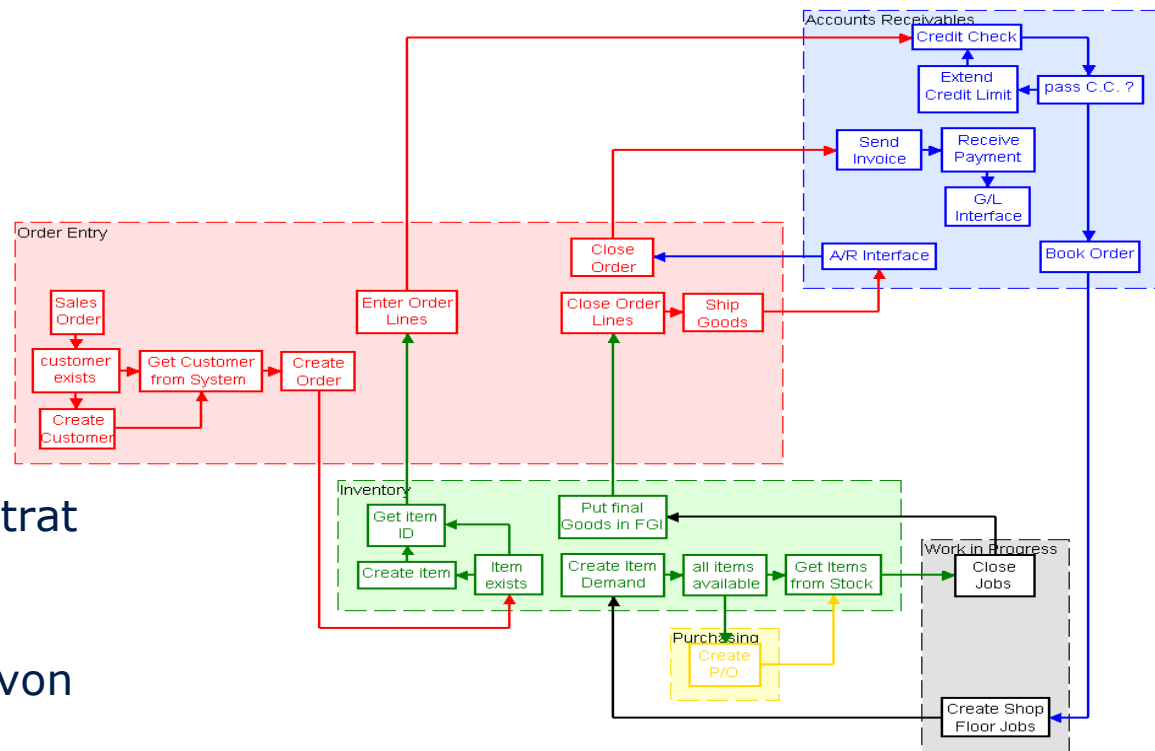 Accounts Receivables
Credit Check
Extend
Credit Limit
pass C.C. ?
Send
Invoice
Receive
Payment
G/L
Interface
A/R Interface
Book Order
Order Entry
Close
Order
Sales
Order
Enter Order
Lines
Close Order
Lines
Ship
Goods
customer
exists
Get Customer
from System
Create
Order
Create
Customer
Inventory
Get item
ID
Put final
Goods in FGI
Create item
Item
exists
Create Item
Demand
all items
available
Get Items
from Stock
Work in Progress
Close
Jobs
Purchasing
Create
P/O
Create Shop
Floor Jobs
trat
von